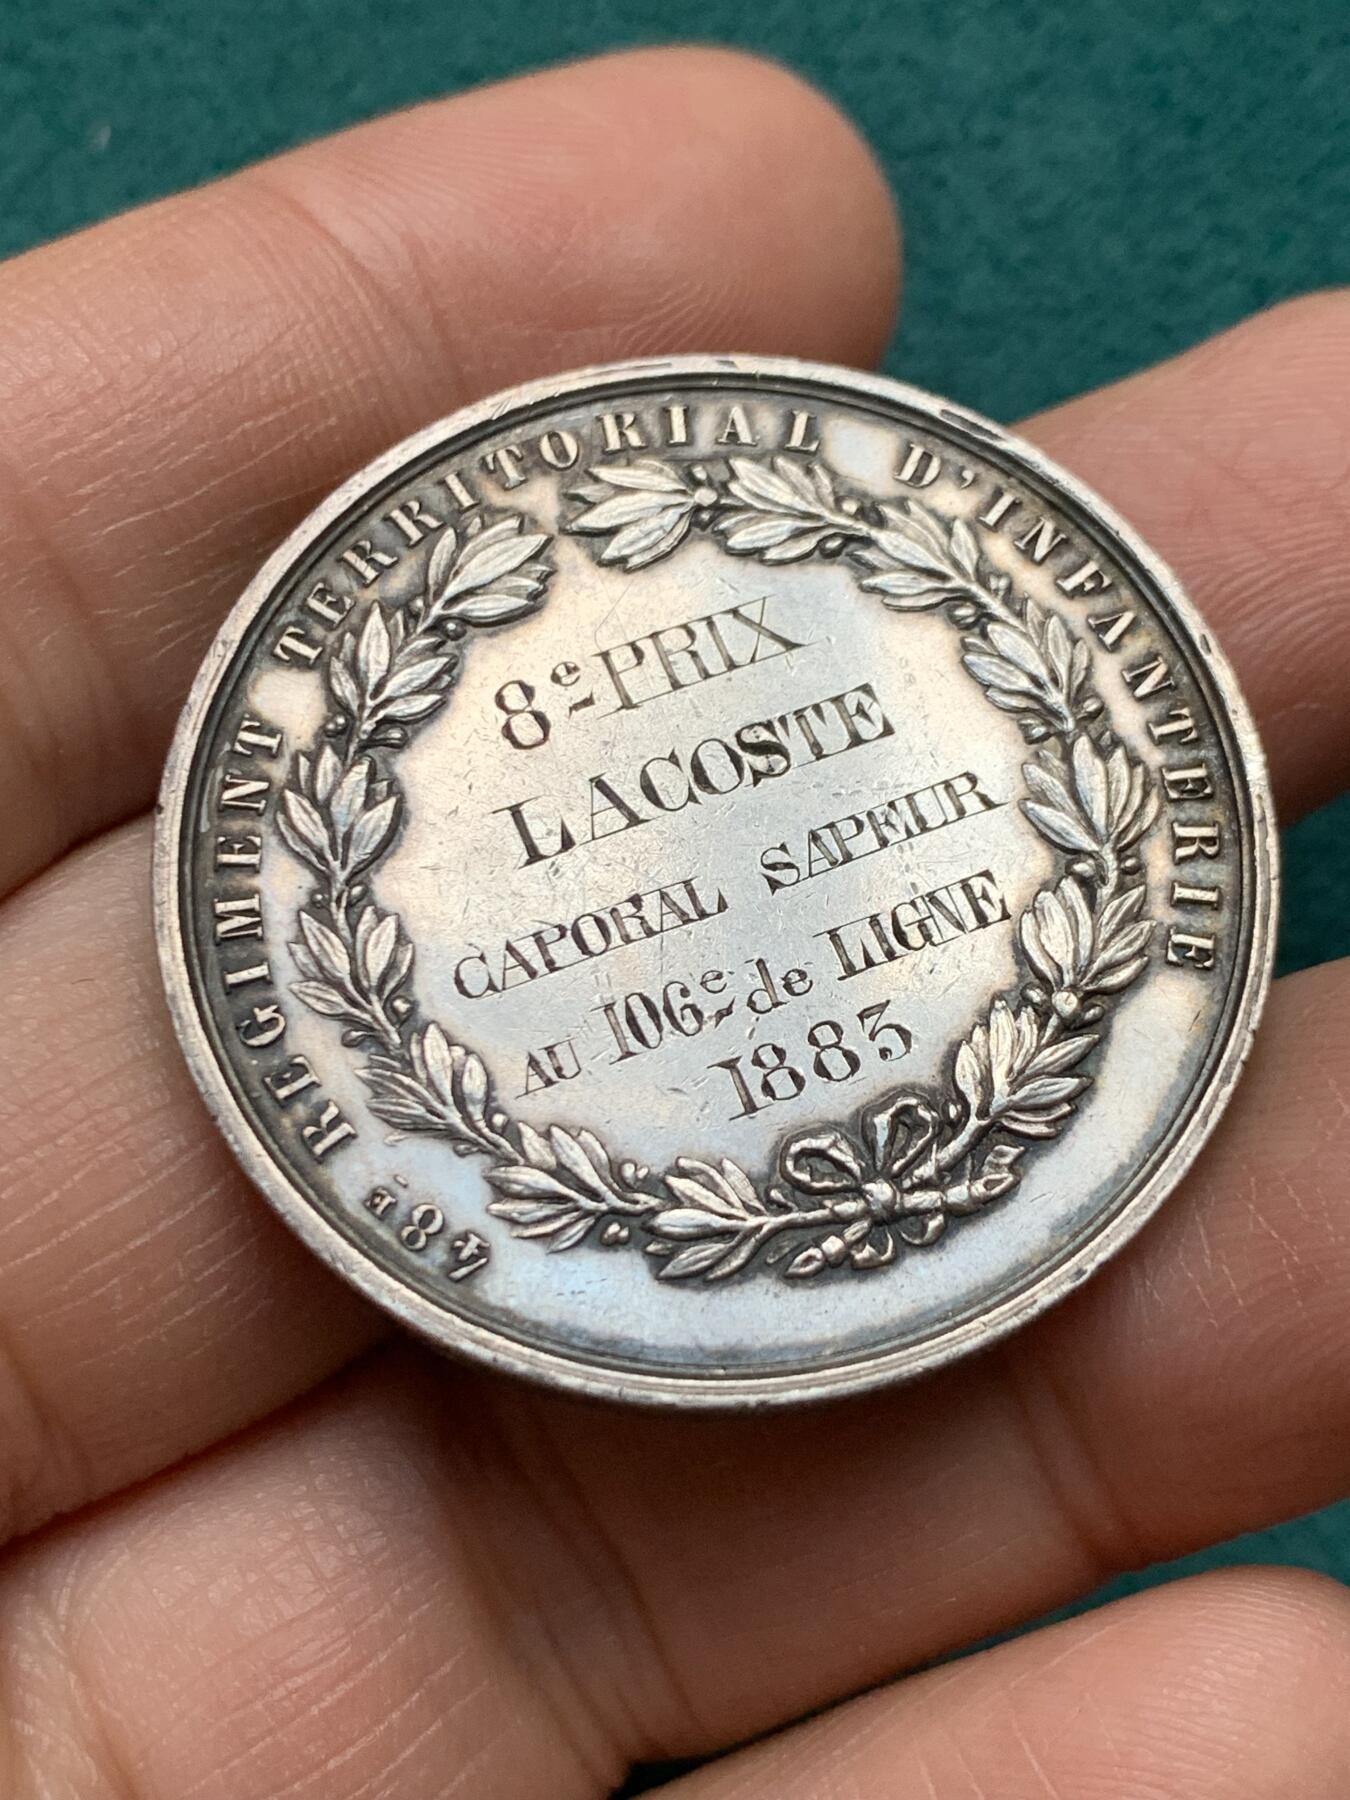 48E REGIMENT TERRITORIAL D'INFANTERIE
8e PRIX
LACOSTE
CAPORAL SAPEUR
AU 106e de LIGNE
1883